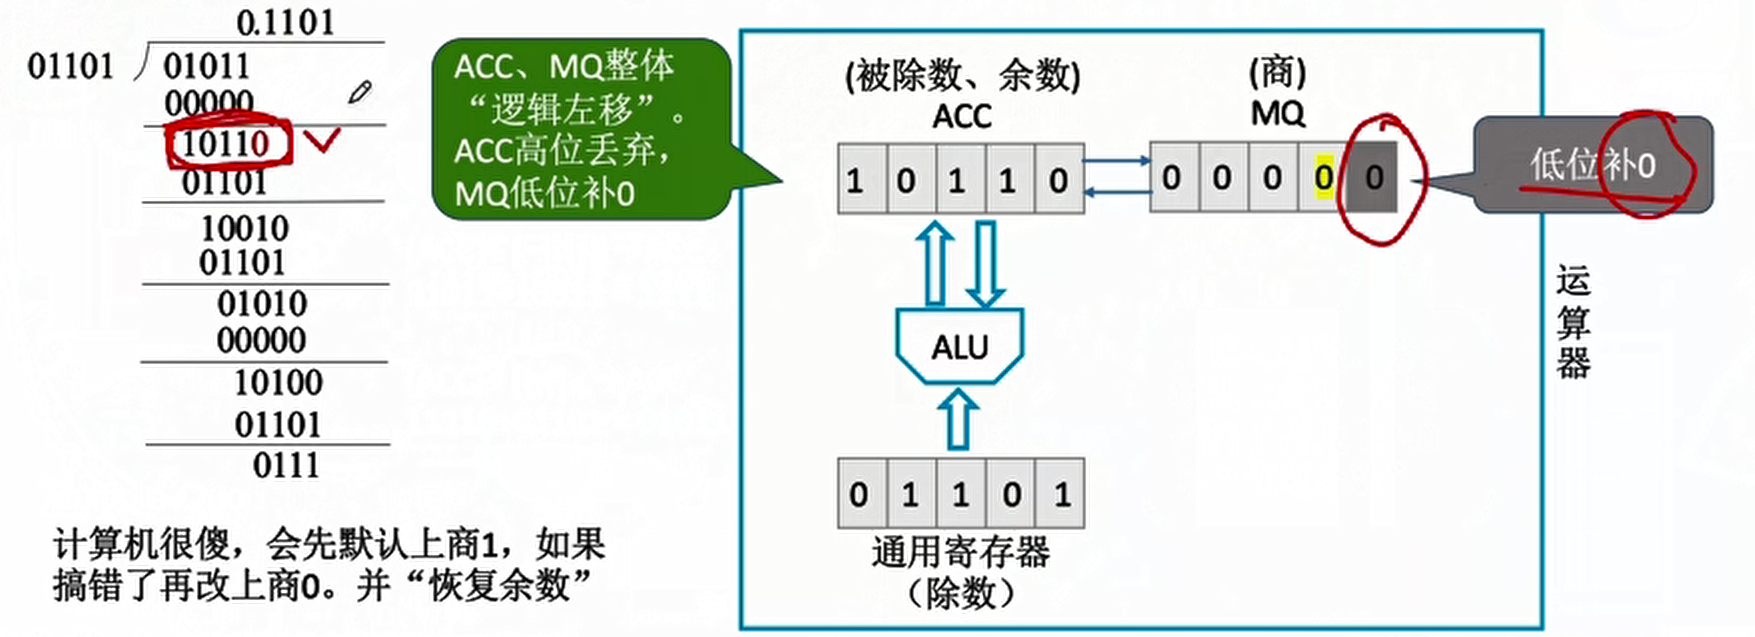 0.1101
01101
01011
00000
10110
01101
10010
01101
01010
00000
10100
01101
0111
计算机很傻，会先默认上商1，如果
搞错了再改上商0。并“恢复余数”
ACC、MQ整体
“逻辑左移”。
ACC高位丢弃，
MQ低位补0
(被除数、余数)
ACC
1 0 1 1 0
(商)
MQ
0 0 0 0 0
低位补0
ALU
0 1 1 0 1
通用寄存器
（除数）
运算器